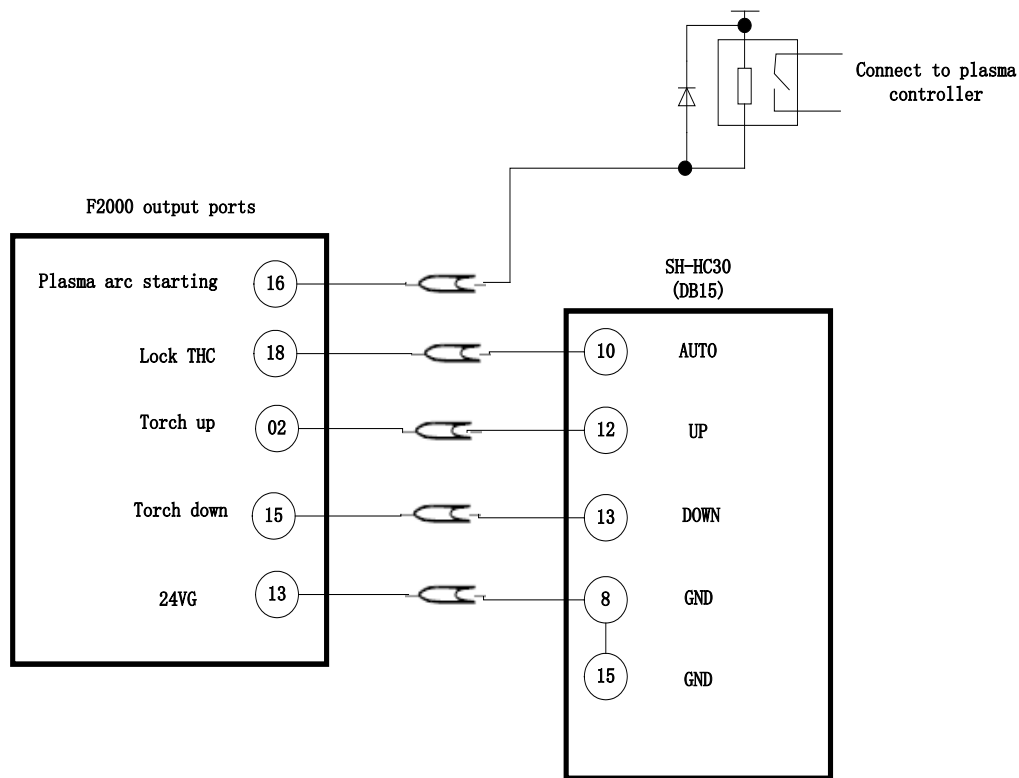 Connect to plasma
controller
F2000 output ports
Plasma arc starting 16
SH-HC30
(DB15)
Lock THC 18 10 AUTO
Torch up 02 12 UP
Torch down 15 13 DOWN
24VG 13 8 GND
15 GND